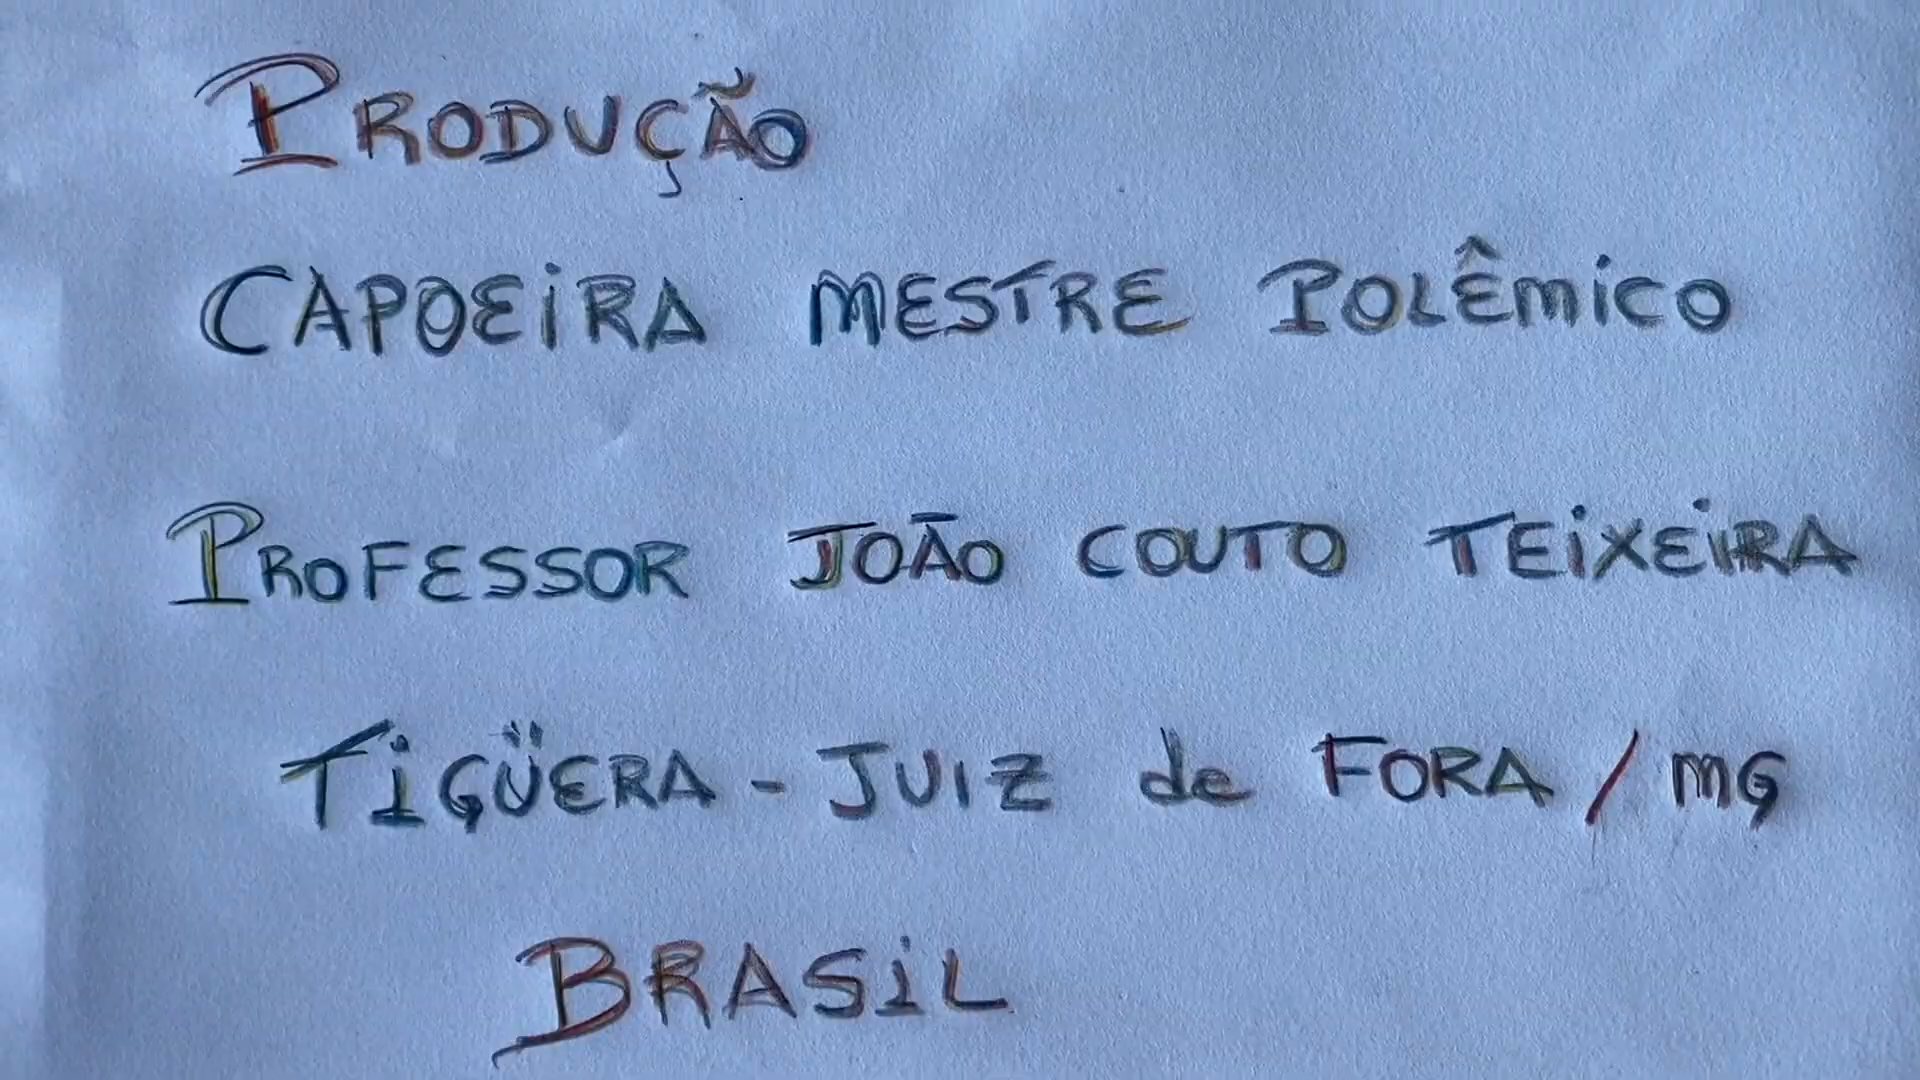 PRODUÇÃO
CAPOEiRA MESTRE POLÊMiCO
PROFESSOR JOÃO COUTO TEiXEiRA
TiGÜERA - JUIZ de FORA / MG
BRASiL